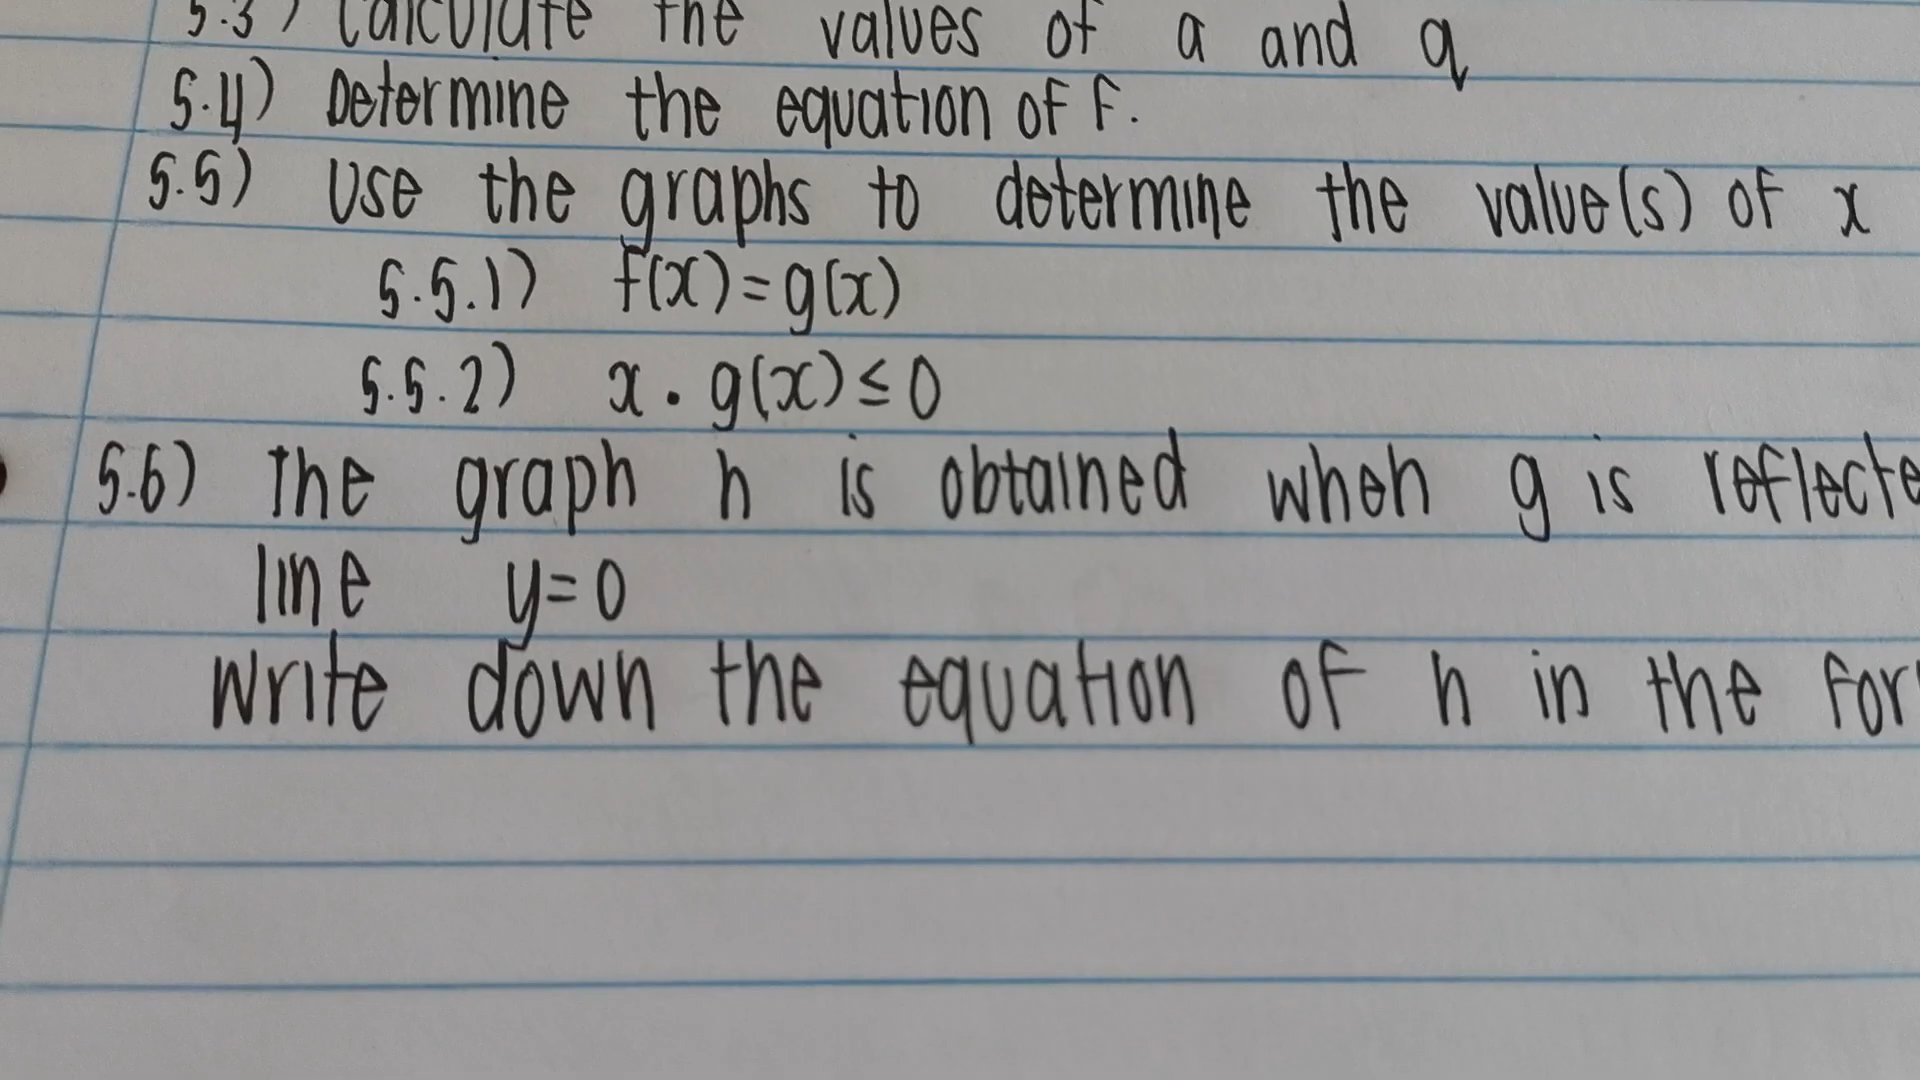 5.3) Calculate the values of a and q
5.4) Determine the equation of f.
5.5) Use the graphs to determine the value(s) of x
5.5.1) f(x)=g(x)
5.5.2) x . g(x) ≤ 0
5.6) The graph h is obtained when g is reflecte
line y=0
Write down the equation of h in the for